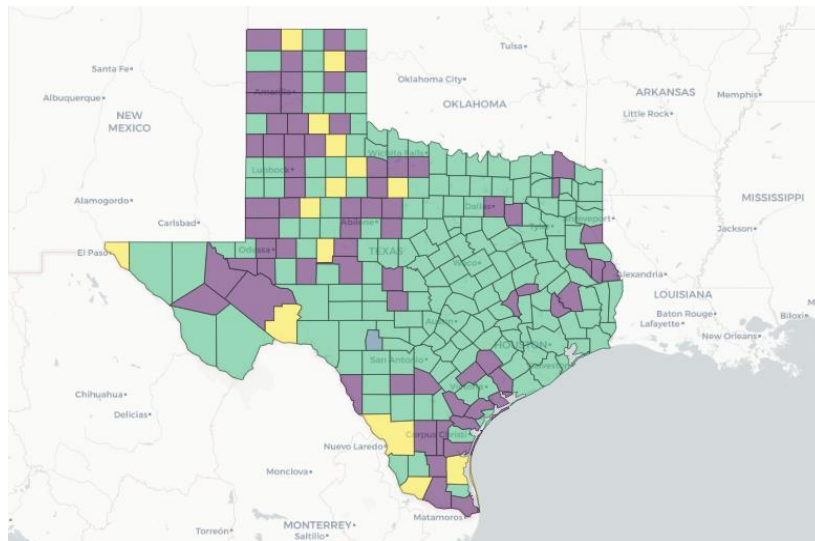 Tulsa
Santa Fe
Oklahoma City
ARKANSAS
Memphis
Albuquerque
Amarillo
NEW
MEXICO
OKLAHOMA
Little Rock
Wichita Falls
Lubbock
MISSISSIPPI
Alamogordo
Dallas
Shreveport
Carlsbad
Abilene
Tyler
Jackson
El Paso
Odessa
TEXAS
Waco
Alexandria
LOUISIANA
Austin
Baton Rouge
Biloxi
Lafayette
HOUSTON
New Orleans
San Antonio
Galveston
Chihuahua
Victoria
Delicias
Nuevo Laredo
Corpus Christi
Monclova
MONTERREY
Matamoros
Torreón
Saltillo